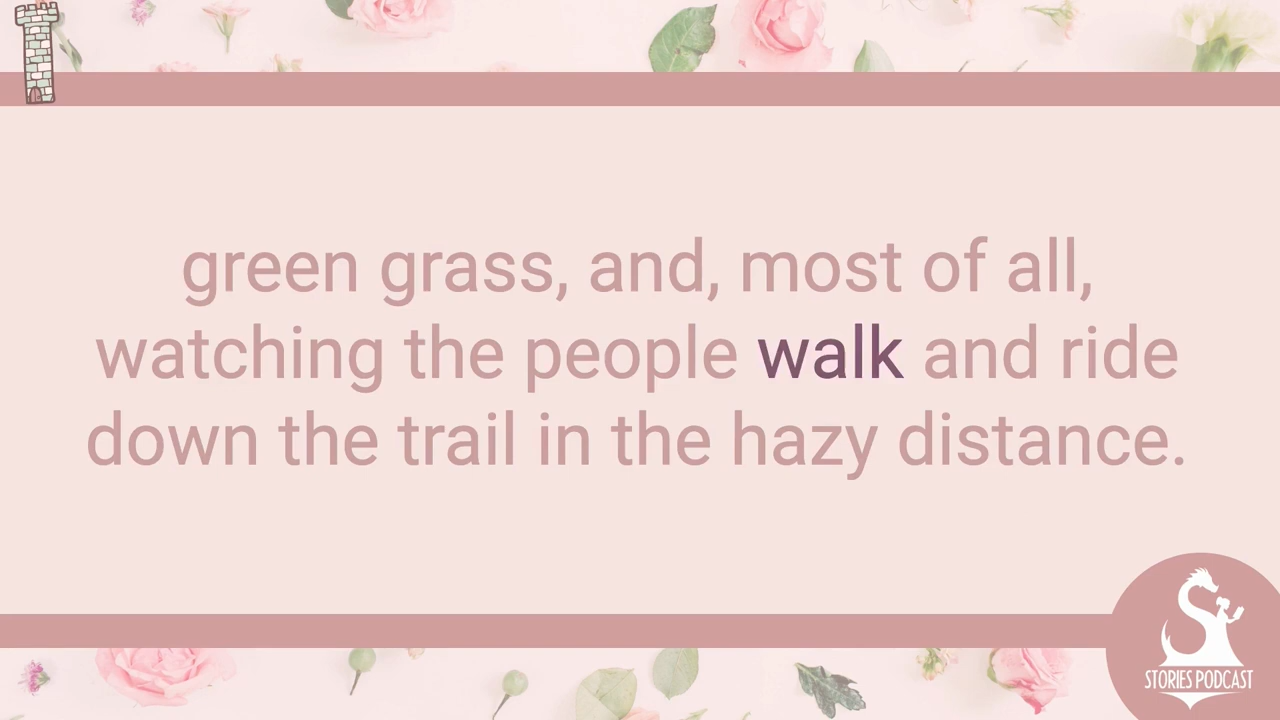 green grass, and, most of all,
watching the people walk and ride
down the trail in the hazy distance.
STORIES PODCAST